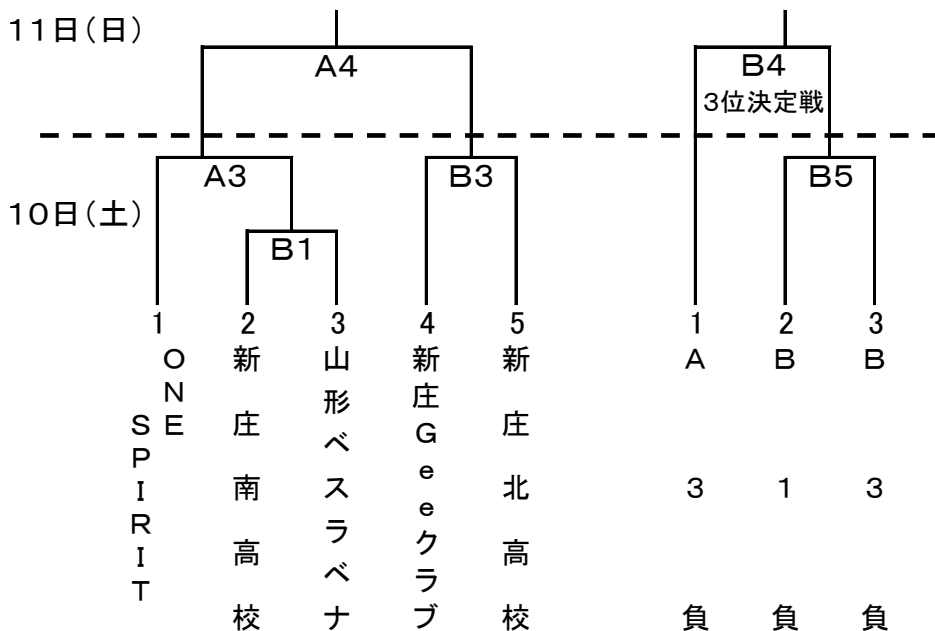 11日(日)
A4
B4
3位決定戦
A3
B3
B5
10日(土)
B1
1
2
3
4
5
1
2
3
ONE
SPIRIT
新庄南高校
山形ベスラベナ
新庄Geeクラブ
新庄北高校
A3負
B1負
B3負